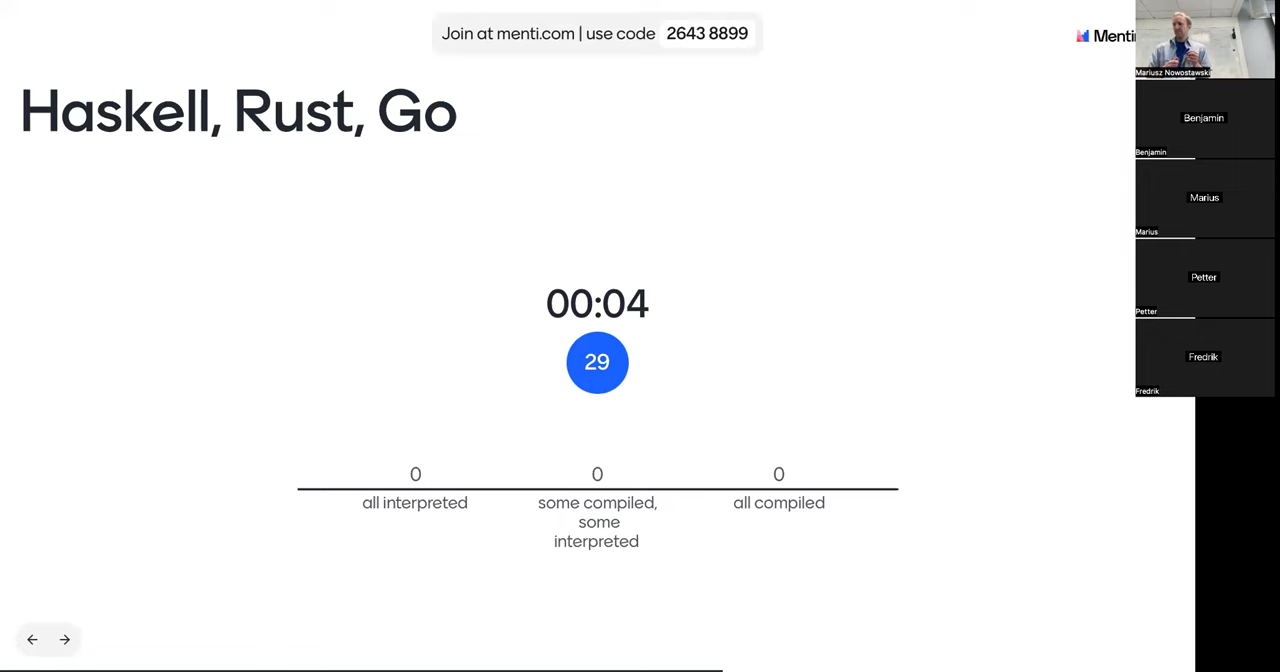 Join at menti.com | use code 2643 8899
Menti
Haskell, Rust, Go
00:04
29
0 0 0
all interpreted
some compiled,
some
interpreted
all compiled
Mariusz Nowostawski
Benjamin
Benjamin
Marius
Marius
Petter
Petter
Fredrik
Fredrik